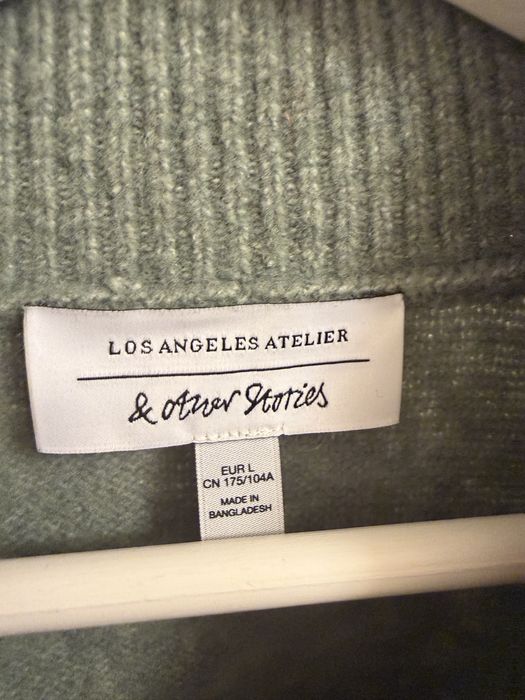 LOS ANGELES ATELIER
& Other Stories
EUR L
CN 175/104A
MADE IN
BANGLADESH